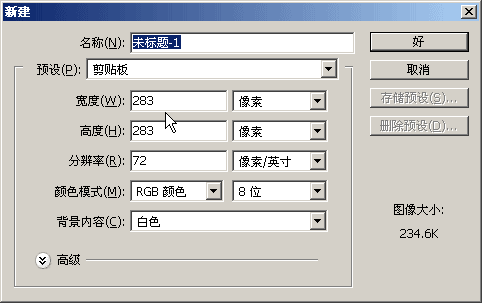 新建
名称(N): 未标题-1
好
预设(P): 剪贴板
取消
宽度(W): 283 像素
存储预设(S)...
高度(H): 283 像素
删除预设(D)...
分辨率(R): 72 像素/英寸
颜色模式(M): RGB 颜色 8 位
图像大小:
背景内容(C): 白色
234.6K
高级